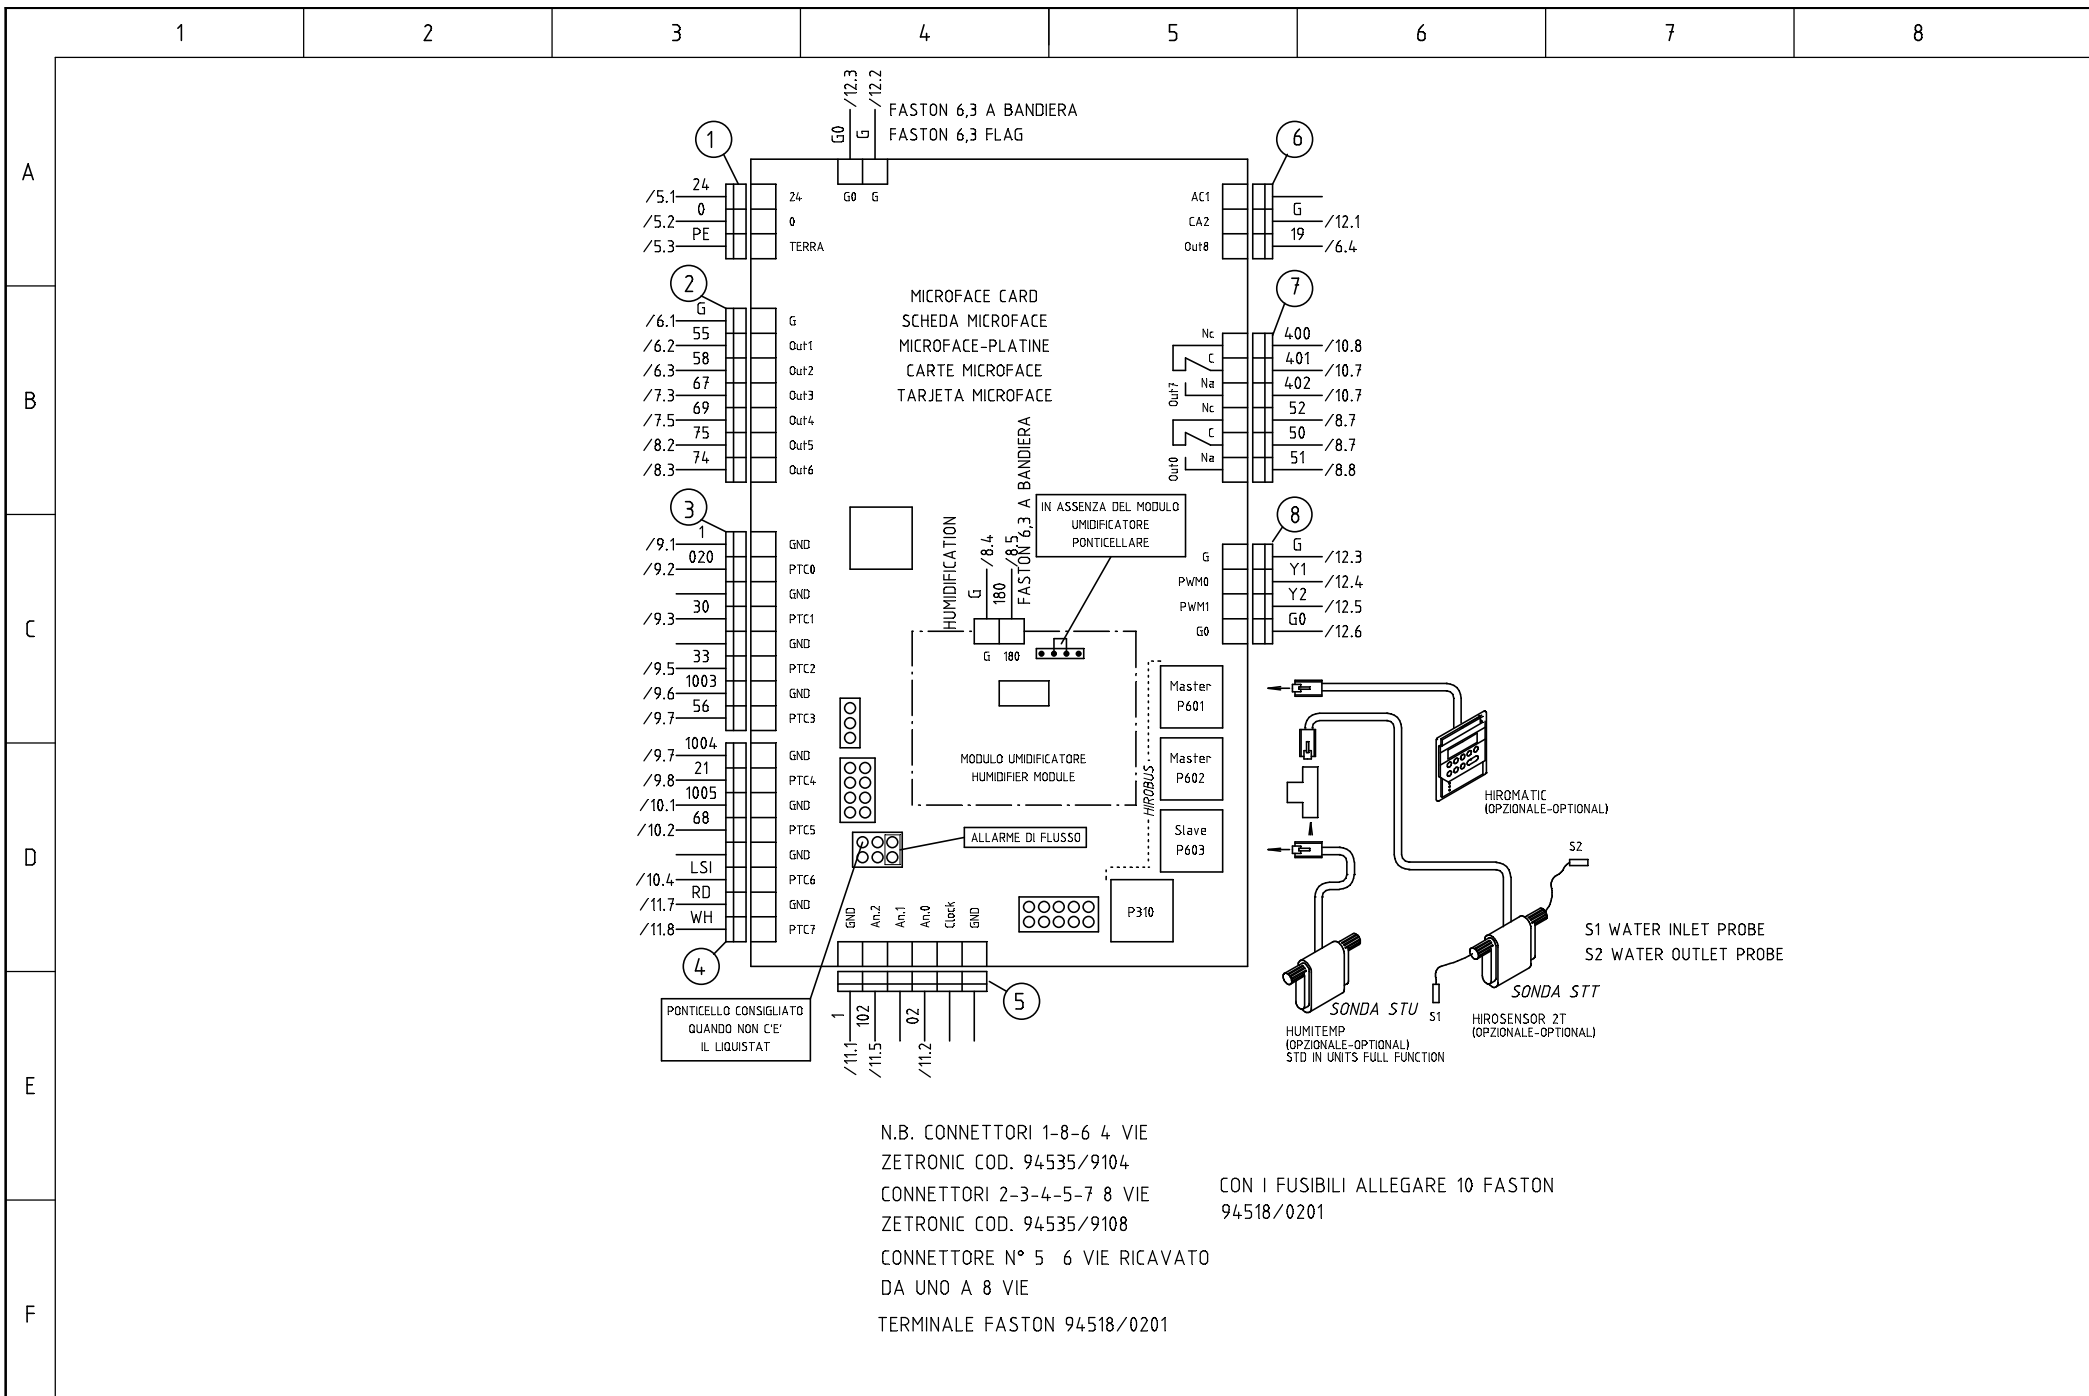 1 2 3 4 5 6 7 8
A
B
C
D
E
F
G0 /12.3
G /12.2
FASTON 6,3 A BANDIERA
FASTON 6,3 FLAG
G0 G
1
/5.1 24 24
/5.2 0 0
/5.3 PE TERRA
2
/6.1 G G
/6.2 55 Out1
/6.3 58 Out2
/7.3 67 Out3
/7.5 69 Out4
/8.2 75 Out5
/8.3 74 Out6
3
/9.1 1 GND
/9.2 020 PTC0
GND
/9.3 30 PTC1
GND
/9.5 33 PTC2
/9.6 1003 GND
/9.7 56 PTC3
/9.7 1004 GND
/9.8 21 PTC4
/10.1 1005 GND
/10.2 68 PTC5
GND
/10.4 LSI PTC6
/11.7 RD GND
/11.8 WH PTC7
4
MICROFACE CARD
SCHEDA MICROFACE
MICROFACE-PLATINE
CARTE MICROFACE
TARJETA MICROFACE
6
AC1
CA2 G /12.1
Out8 19 /6.4
7
Nc 400 /10.8
C 401 /10.7
Na 402 /10.7
Out7
Nc 52 /8.7
C 50 /8.7
Na 51 /8.8
Out0
8
G G /12.3
PWM0 Y1 /12.4
PWM1 Y2 /12.5
G0 G0 /12.6
HUMIDIFICATION
G /8.4
180 /8.5
FASTON 6,3 A BANDIERA
IN ASSENZA DEL MODULO
UMIDIFICATORE
PONTICELLARE
G 180
MODULO UMIDIFICATORE
HUMIDIFIER MODULE
HIROBUS
Master
P601
Master
P602
Slave
P603
P310
ALLARME DI FLUSSO
GND An.2 An.1 An.0 Clock GND
5
1 /11.1
102 /11.5
02 /11.2
PONTICELLO CONSIGLIATO
QUANDO NON C'E'
IL LIQUISTAT
HIROMATIC
(OPZIONALE-OPTIONAL)
S2
S1 WATER INLET PROBE
S2 WATER OUTLET PROBE
SONDA STT
S1
HIROSENSOR 2T
(OPZIONALE-OPTIONAL)
SONDA STU
HUMITEMP
(OPZIONALE-OPTIONAL)
STD IN UNITS FULL FUNCTION
N.B. CONNETTORI 1-8-6 4 VIE
ZETRONIC COD. 94535/9104
CONNETTORI 2-3-4-5-7 8 VIE
ZETRONIC COD. 94535/9108
CONNETTORE N° 5 6 VIE RICAVATO
DA UNO A 8 VIE
TERMINALE FASTON 94518/0201
CON I FUSIBILI ALLEGARE 10 FASTON
94518/0201